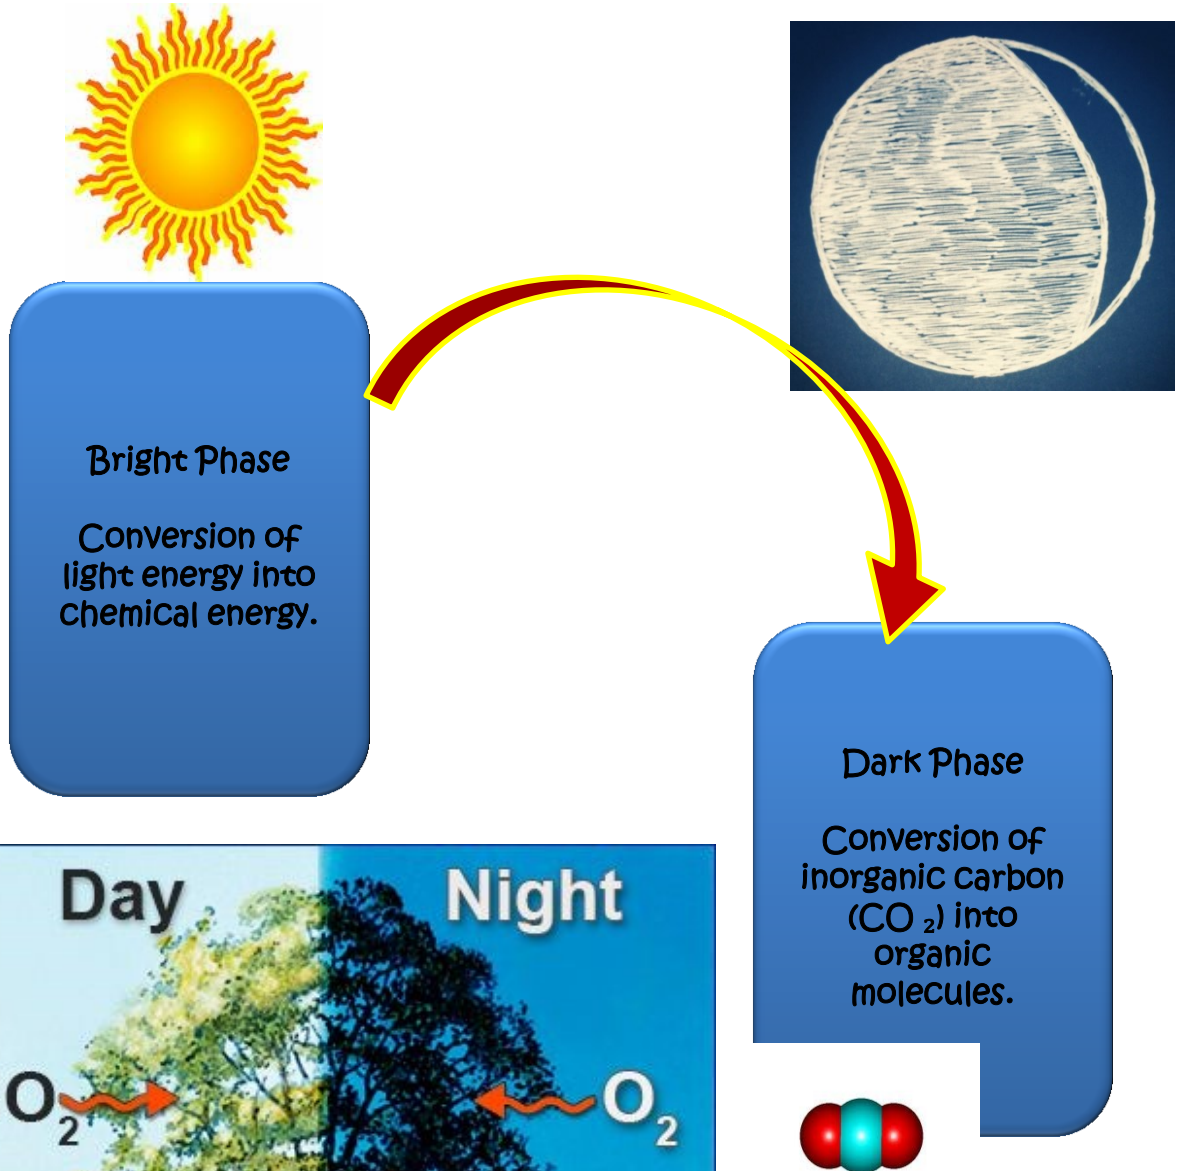 Bright Phase
Conversion of
light energy into
chemical energy.
Dark Phase
Conversion of
inorganic carbon
(CO ₂) into
organic
molecules.
Day
Night
O₂
O₂